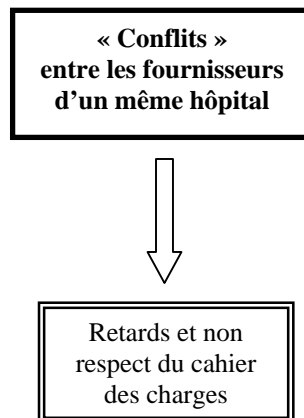 « Conflits »
entre les fournisseurs
d’un même hôpital
Retards et non
respect du cahier
des charges